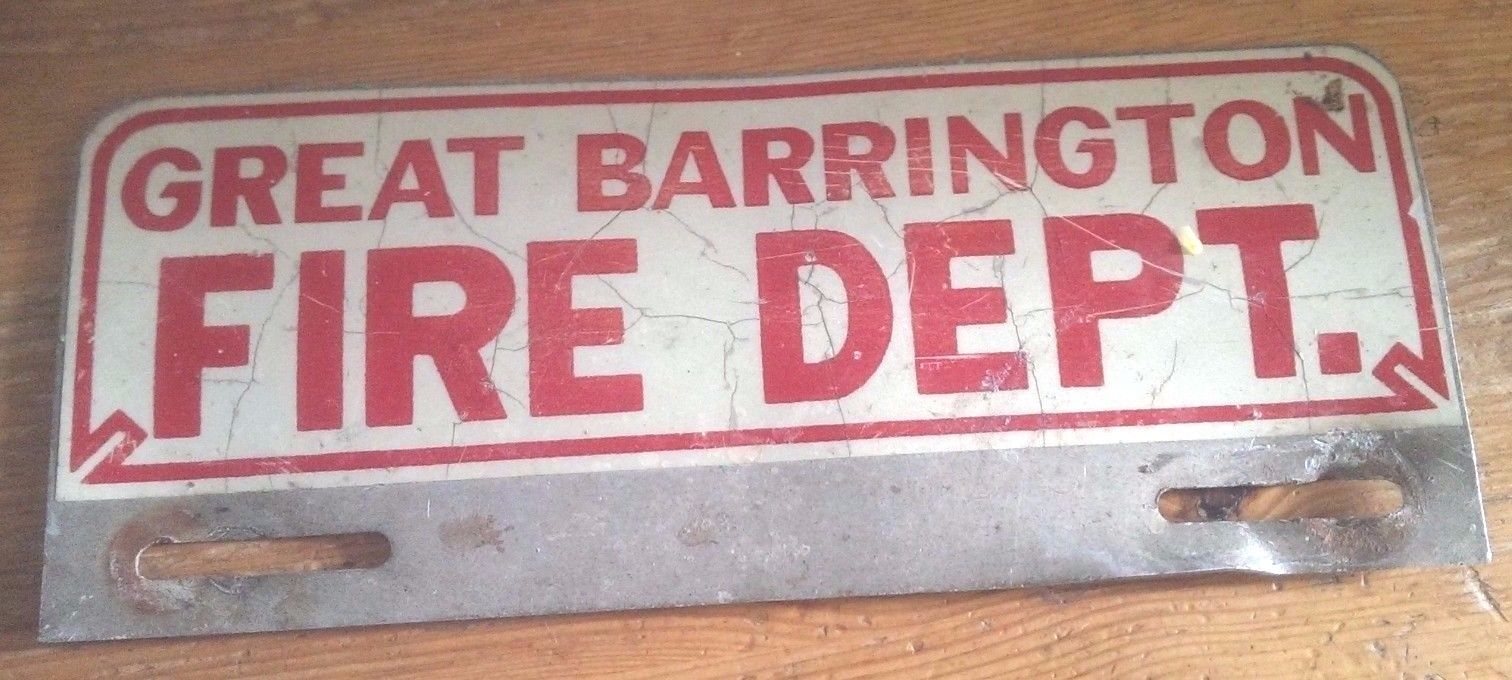 GREAT BARRINGTON
FIRE DEPT.